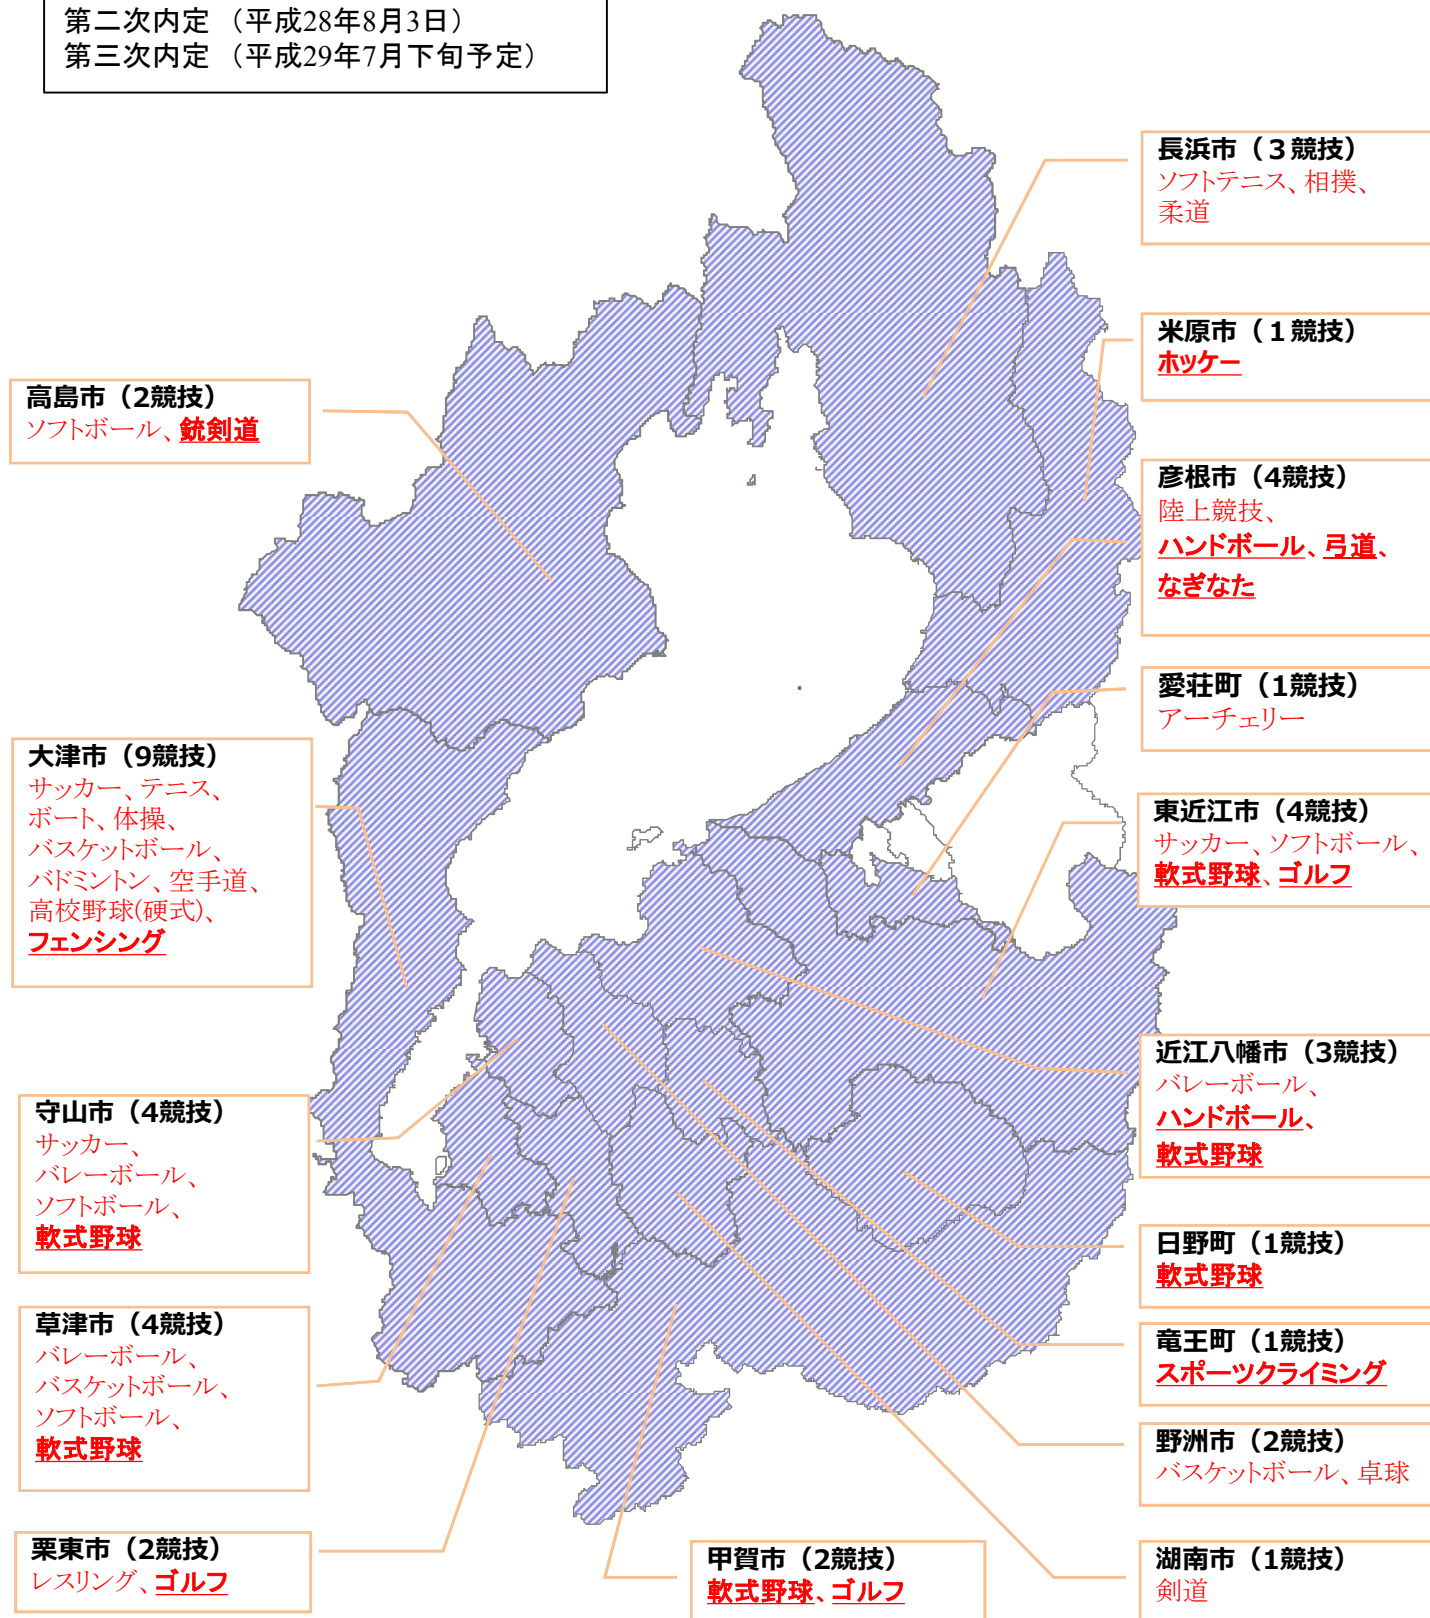 第二次内定 （平成28年8月3日）
第三次内定 （平成29年7月下旬予定）
長浜市（３競技）
ソフトテニス、相撲、
柔道
米原市（１競技）
ホッケー
高島市（2競技）
ソフトボール、銃剣道
彦根市（4競技）
陸上競技、
ハンドボール、弓道、
なぎなた
愛荘町（1競技）
アーチェリー
大津市（9競技）
サッカー、テニス、
ボート、体操、
バスケットボール、
バドミントン、空手道、
高校野球(硬式)、
フェンシング
東近江市（4競技）
サッカー、ソフトボール、
軟式野球、ゴルフ
近江八幡市（3競技）
バレーボール、
ハンドボール、
軟式野球
守山市（4競技）
サッカー、
バレーボール、
ソフトボール、
軟式野球
日野町（1競技）
軟式野球
草津市（4競技）
バレーボール、
バスケットボール、
ソフトボール、
軟式野球
竜王町（1競技）
スポーツクライミング
野洲市（2競技）
バスケットボール、卓球
栗東市（2競技）
レスリング、ゴルフ
甲賀市（2競技）
軟式野球、ゴルフ
湖南市（1競技）
剣道